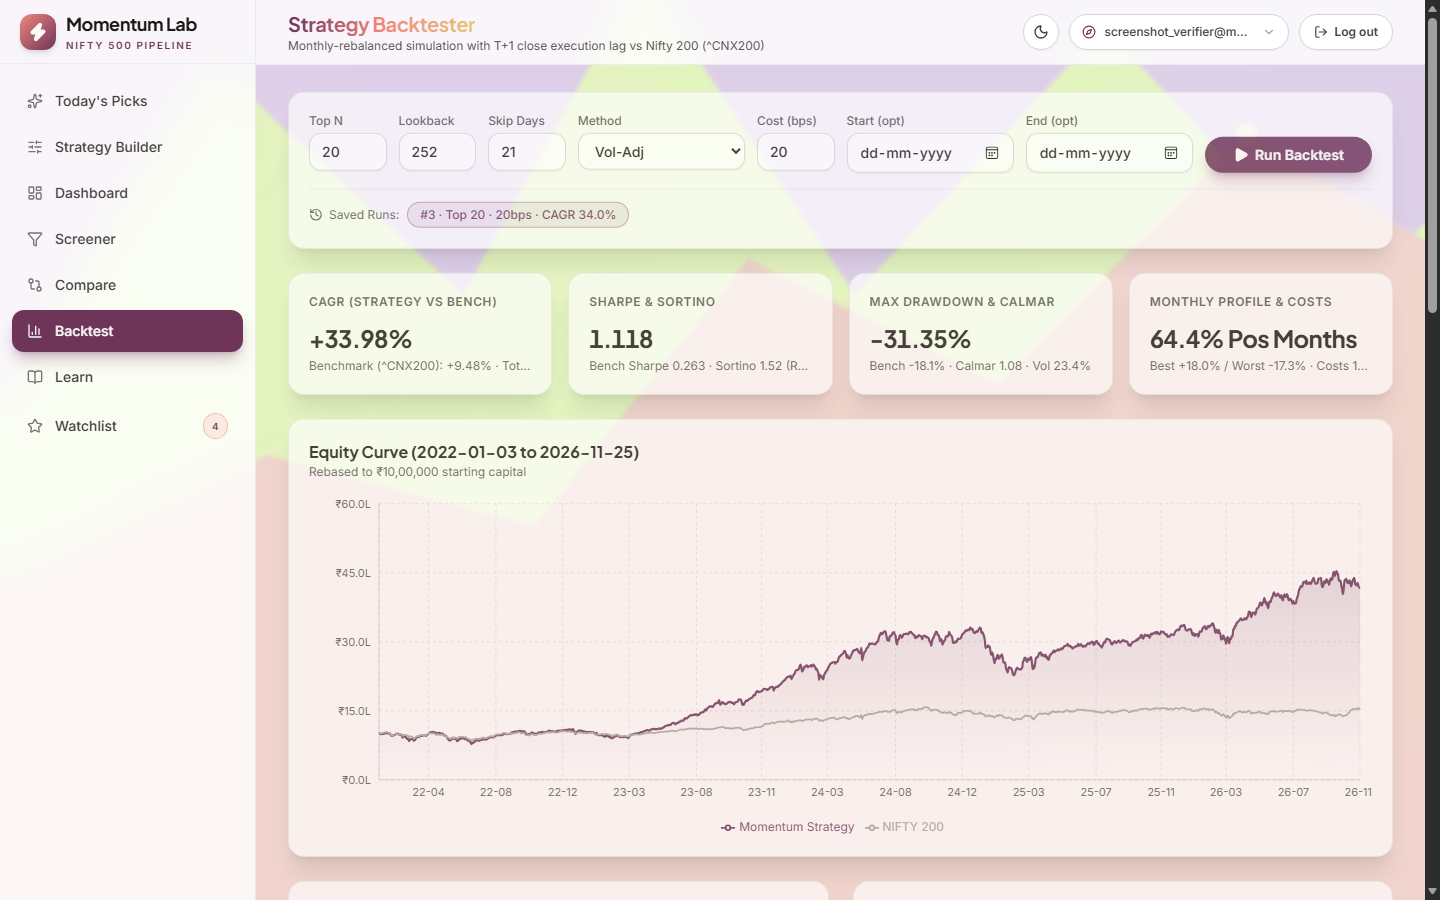 Momentum Lab
NIFTY 500 PIPELINE
Today's Picks
Strategy Builder
Dashboard
Screener
Compare
Backtest
Learn
Watchlist
4
Strategy Backtester
Monthly-rebalanced simulation with T+1 close execution lag vs Nifty 200 (^CNX200)
screenshot_verifier@m...
Log out
Top N
Lookback
Skip Days
Method
Cost (bps)
Start (opt)
End (opt)
20
252
21
Vol-Adj
20
dd-mm-yyyy
dd-mm-yyyy
Run Backtest
Saved Runs:
#3 · Top 20 · 20bps · CAGR 34.0%
CAGR (STRATEGY VS BENCH)
+33.98%
Benchmark (^CNX200): +9.48% · Tot...
SHARPE & SORTINO
1.118
Bench Sharpe 0.263 · Sortino 1.52 (R...
MAX DRAWDOWN & CALMAR
-31.35%
Bench -18.1% · Calmar 1.08 · Vol 23.4%
MONTHLY PROFILE & COSTS
64.4% Pos Months
Best +18.0% / Worst -17.3% · Costs 1...
Equity Curve (2022-01-03 to 2026-11-25)
Rebased to ₹10,00,000 starting capital
₹60.0L
₹45.0L
₹30.0L
₹15.0L
₹0.0L
22-04 22-08 22-12 23-03 23-08 23-11 24-03 24-08 24-12 25-03 25-07 25-11 26-03 26-07 26-11
Momentum Strategy NIFTY 200